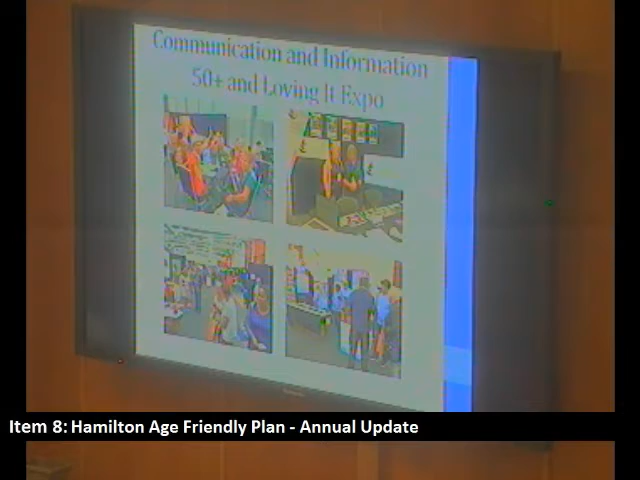 Communication and Information
50+ and Loving It Expo
Item 8: Hamilton Age Friendly Plan - Annual Update